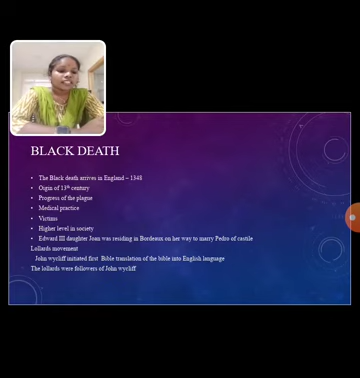 BLACK DEATH
• The Black death arrives in England – 1348
• Oigin of 13th century
• Progress of the plague
• Medical practice
• Victims
• Higher level in society
• Edward III daughter Joan was residing in Bordeaux on her way to marry Pedro of castile
Lollards movement
John wycliff initiated first Bible translation of the bible into English language
The lollards were followers of John wycliff